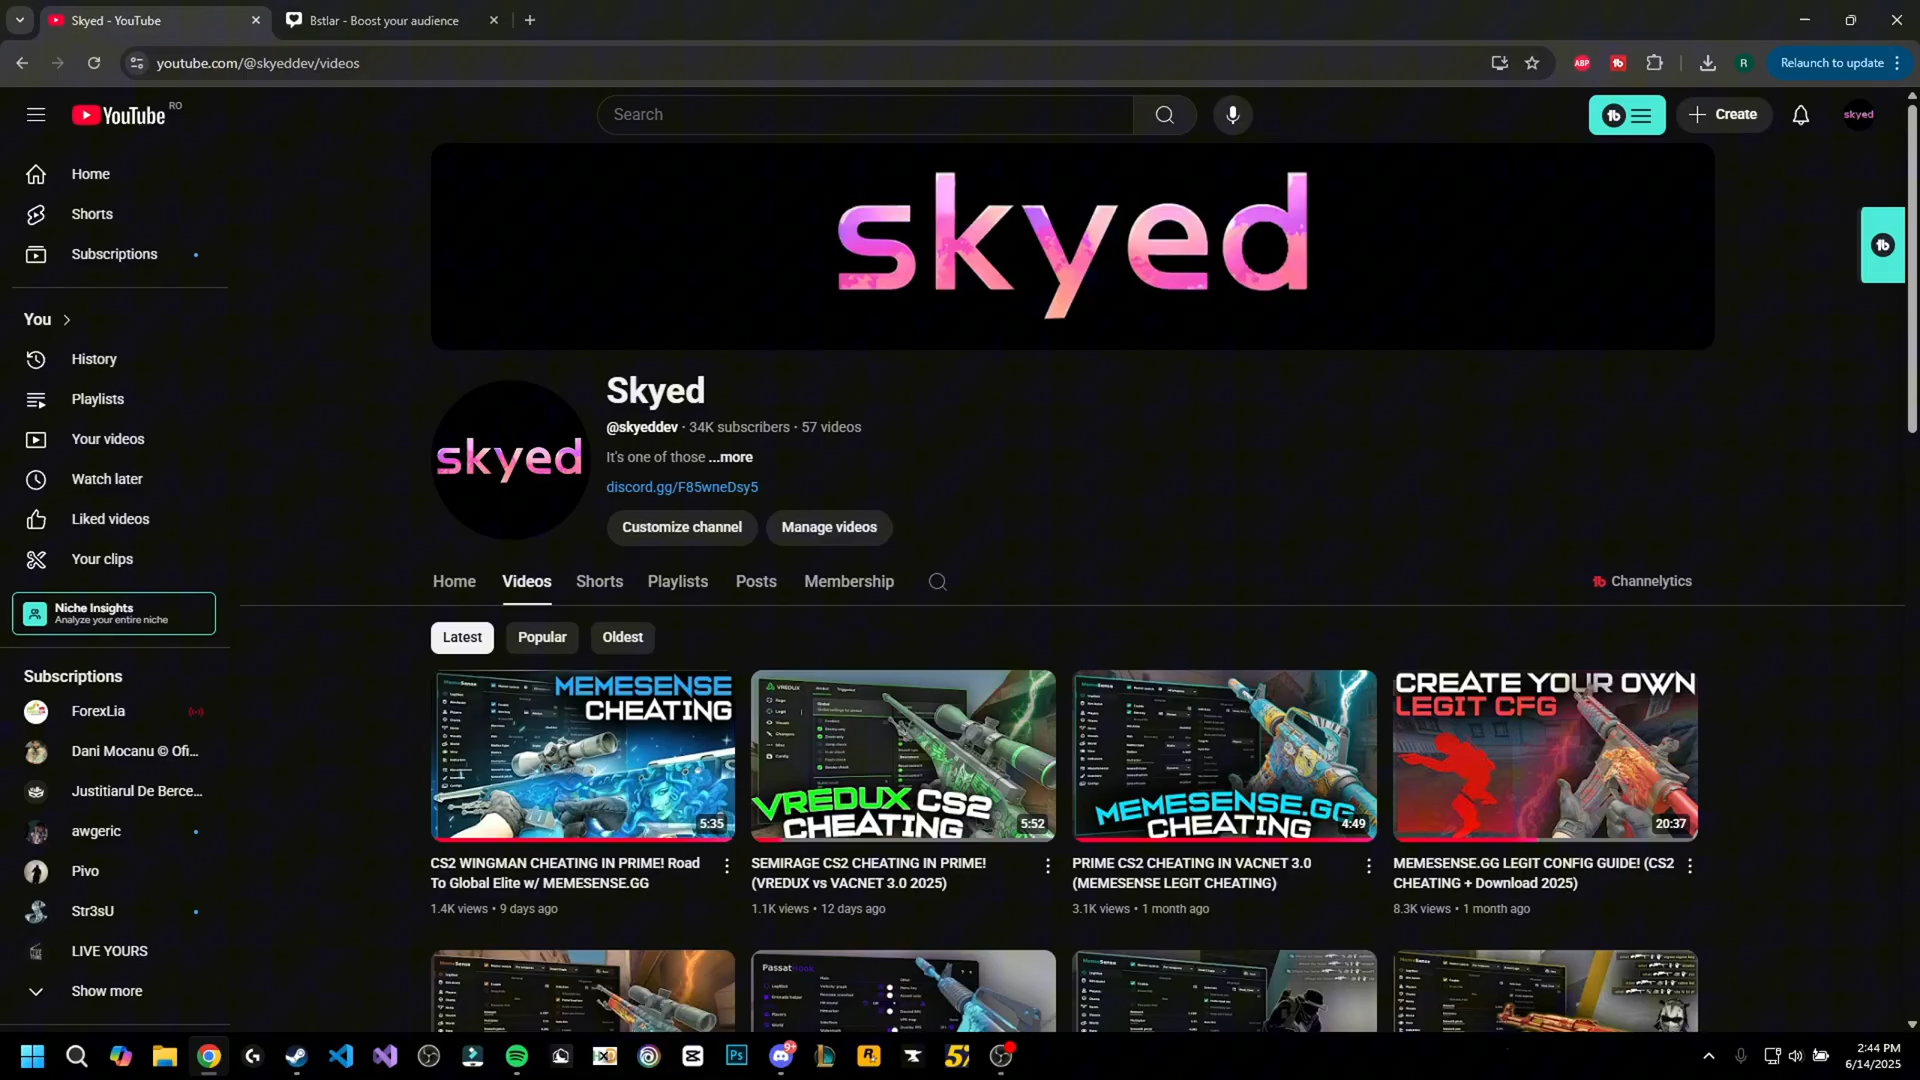 Skyed - YouTube
Bstlar - Boost your audience
youtube.com/@skyeddev/videos
ABP
R
Relaunch to update
YouTube RO
Search
Create
skyed
Home
Shorts
Subscriptions
You
History
Playlists
Your videos
Watch later
Liked videos
Your clips
Niche Insights
Analyze your entire niche
Subscriptions
ForexLia
Dani Mocanu © Ofi...
Justitiarul De Berce...
awgeric
Pivo
Str3sU
LIVE YOURS
Show more
skyed
skyed
Skyed
@skyeddev · 34K subscribers · 57 videos
It's one of those ...more
discord.gg/F85wneDsy5
Customize channel
Manage videos
Home
Videos
Shorts
Playlists
Posts
Membership
Channelytics
Latest
Popular
Oldest
MEMESENSE
CHEATING
5:35
CS2 WINGMAN CHEATING IN PRIME! Road
To Global Elite w/ MEMESENSE.GG
1.4K views • 9 days ago
VREDUX
VREDUX CS2
CHEATING
5:52
SEMIRAGE CS2 CHEATING IN PRIME!
(VREDUX vs VACNET 3.0 2025)
1.1K views • 12 days ago
MEMESENSE.GG
CHEATING
4:49
PRIME CS2 CHEATING IN VACNET 3.0
(MEMESENSE LEGIT CHEATING)
3.1K views • 1 month ago
CREATE YOUR OWN
LEGIT CFG
20:37
MEMESENSE.GG LEGIT CONFIG GUIDE! (CS2
CHEATING + Download 2025)
8.3K views • 1 month ago
Ps
9+
2:44 PM
6/14/2025